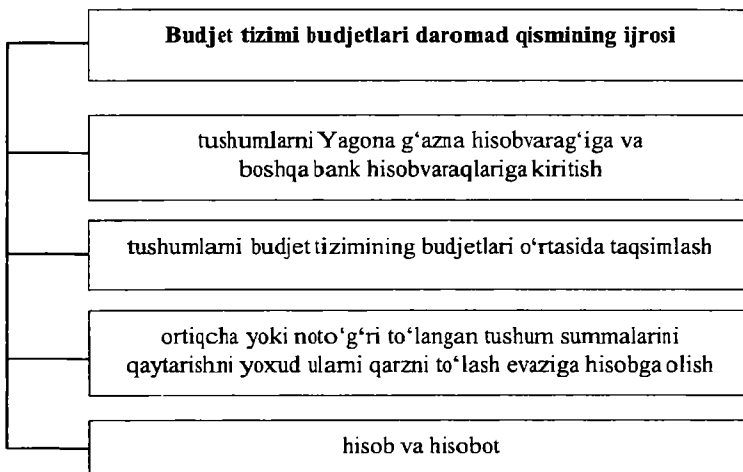 Budjet tizimi budjetlari daromad qismining ijrosi
tushumlarni Yagona g‘azna hisobvarag‘iga va
boshqa bank hisobvaraqlariga kiritish
tushumlarni budjet tizimining budjetlari o‘rtasida taqsimlash
ortiqcha yoki noto‘g‘ri to‘langan tushum summalarini
qaytarishni yoxud ularni qarzni to‘lash evaziga hisobga olish
hisob va hisobot